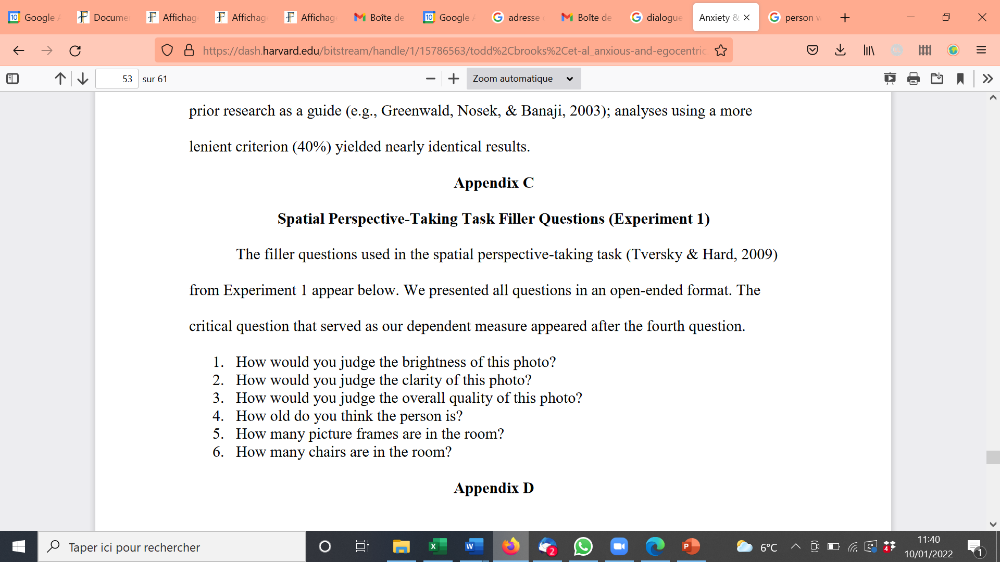 Google A
Docume
Affichag
Affichag
Affichag
Boîte de
Google A
adresse
Boîte de
dialogue
Anxiety &
person w
https://dash.harvard.edu/bitstream/handle/1/15786563/todd%2Cbrooks%2Cet-al_anxious-and-egocentric
53 sur 61
Zoom automatique
prior research as a guide (e.g., Greenwald, Nosek, & Banaji, 2003); analyses using a more
lenient criterion (40%) yielded nearly identical results.
Appendix C
Spatial Perspective-Taking Task Filler Questions (Experiment 1)
The filler questions used in the spatial perspective-taking task (Tversky & Hard, 2009)
from Experiment 1 appear below. We presented all questions in an open-ended format. The
critical question that served as our dependent measure appeared after the fourth question.
1. How would you judge the brightness of this photo?
2. How would you judge the clarity of this photo?
3. How would you judge the overall quality of this photo?
4. How old do you think the person is?
5. How many picture frames are in the room?
6. How many chairs are in the room?
Appendix D
Taper ici pour rechercher
2
6°C
4
11:40
10/01/2022
1